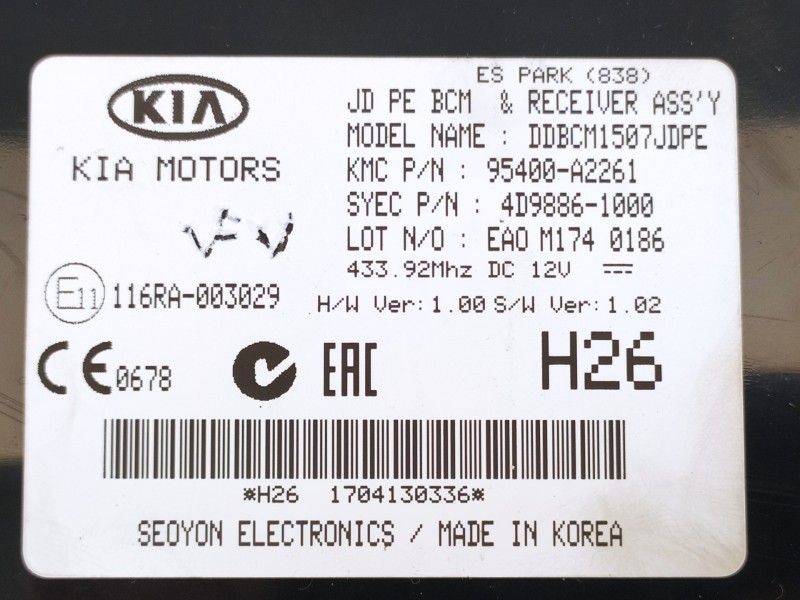 ES PARK (838)
KIA
JD PE BCM & RECEIVER ASS'Y
MODEL NAME : DDBCM1507JDPE
KIA MOTORS
KMC P/N : 95400-A2261
SYEC P/N : 4D9886-1000
LOT N/O : EAO M174 0186
433.92Mhz DC 12V
E11 116RA-003029
H/W Ver: 1.00 S/W Ver: 1.02
CE 0678
EAC
H26
*H26 1704130336*
SEOYON ELECTRONICS / MADE IN KOREA